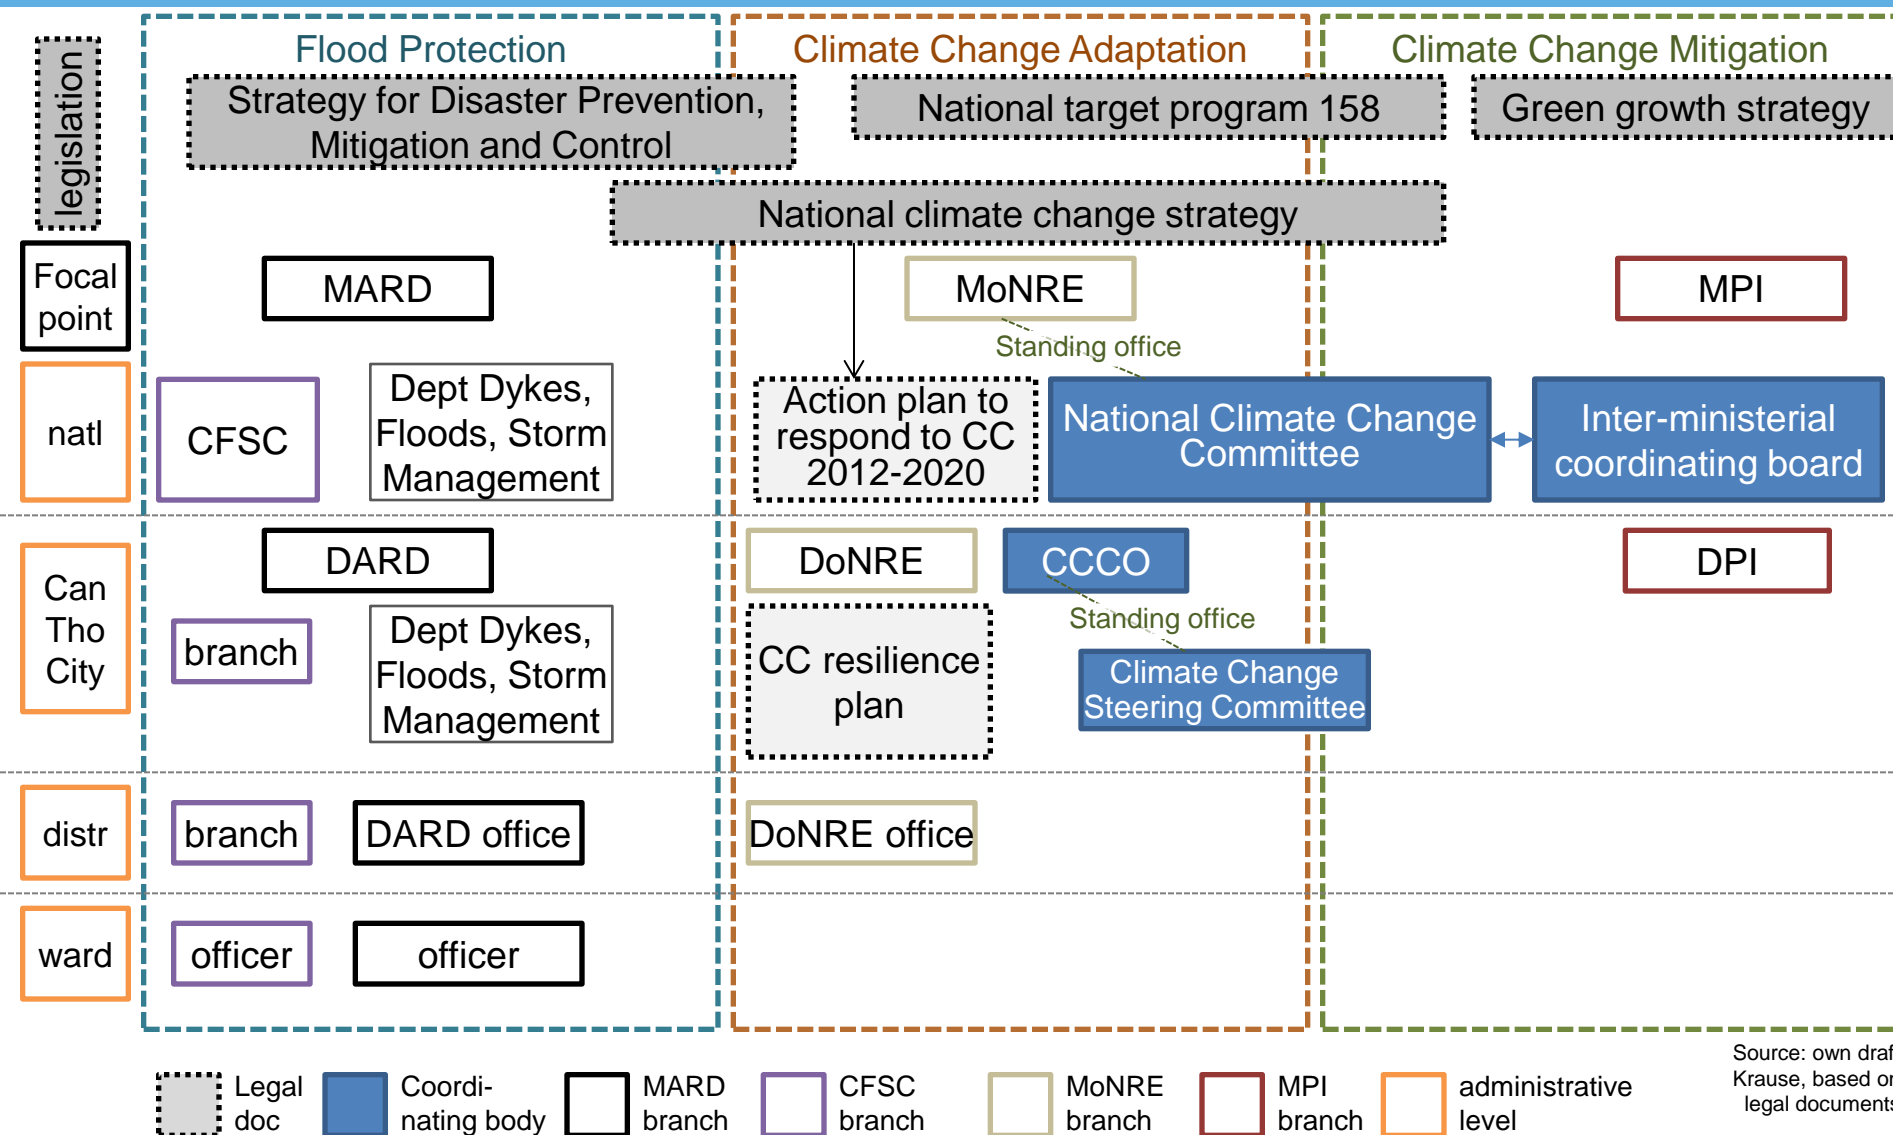 Flood Protection
Climate Change Adaptation
Climate Change Mitigation
legislation
Strategy for Disaster Prevention,
Mitigation and Control
National target program 158
Green growth strategy
National climate change strategy
Focal
point
MARD
MoNRE
MPI
Standing office
natl
CFSC
Dept Dykes,
Floods, Storm
Management
Action plan to
respond to CC
2012-2020
National Climate Change
Committee
Inter-ministerial
coordinating board
Can
Tho
City
DARD
DoNRE
CCCO
DPI
Standing office
branch
Dept Dykes,
Floods, Storm
Management
CC resilience
plan
Climate Change
Steering Committee
distr
branch
DARD office
DoNRE office
ward
officer
officer
Legal
doc
Coordi-
nating body
MARD
branch
CFSC
branch
MoNRE
branch
MPI
branch
administrative
level
Source: own draft
Krause, based on
legal documents